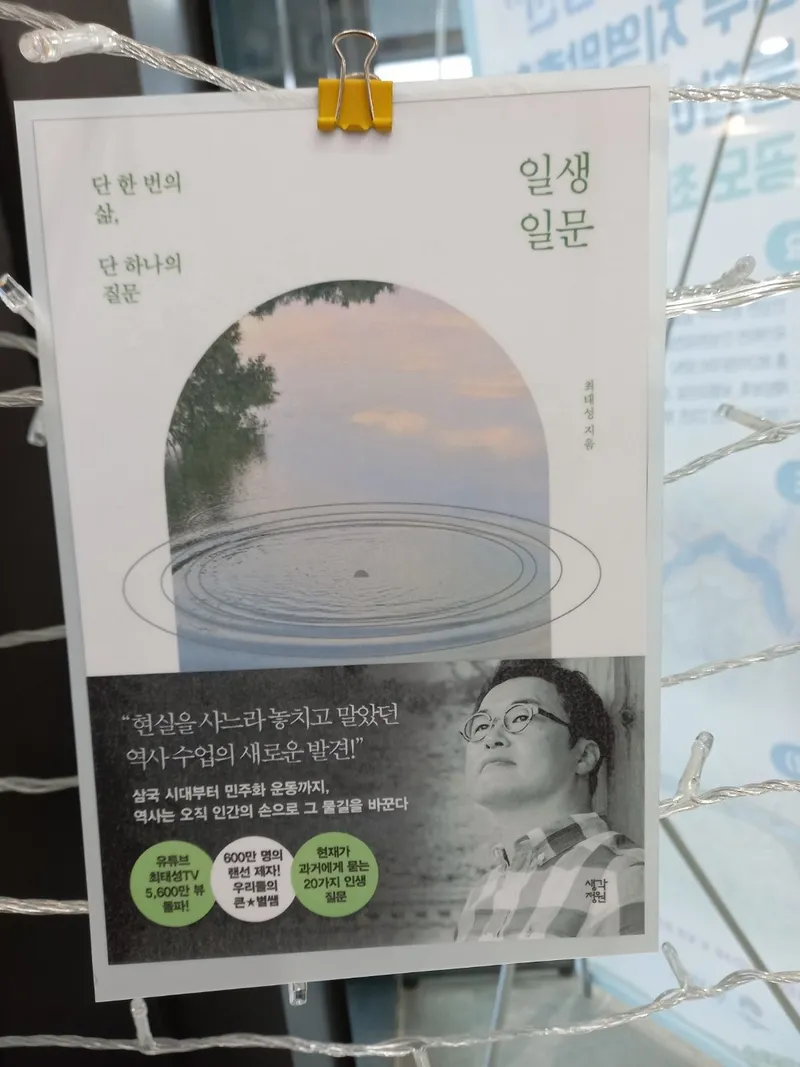 단 한 번의
삶,
단 하나의
질문
일생
일문
최태성 지음
“현실을 사느라 놓치고 말았던
역사 수업의 새로운 발견!”
삼국 시대부터 민주화 운동까지,
역사는 오직 인간의 손으로 그 물길을 바꾼다
유튜브
최태성TV
5,600만 뷰
돌파!
600만 명의
랜선 제자!
우리들의
큰★별쌤
현재가
과거에게 묻는
20가지 인생
질문
생각
정원